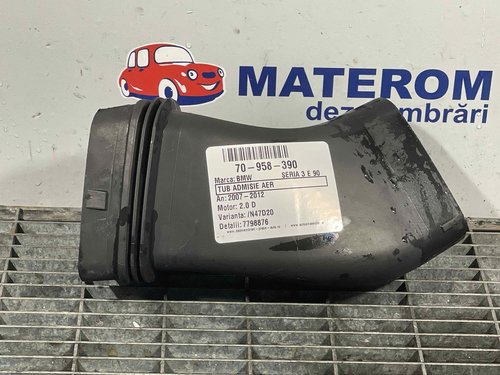 MATEROM
dezmembrări
70-958-390
Marca: BMW SERIA 3 E 90
TUB ADMISIE AER
An: 2007-2012
Motor: 2.0 D
Varianta: /N47D20
Detalii: 7798876